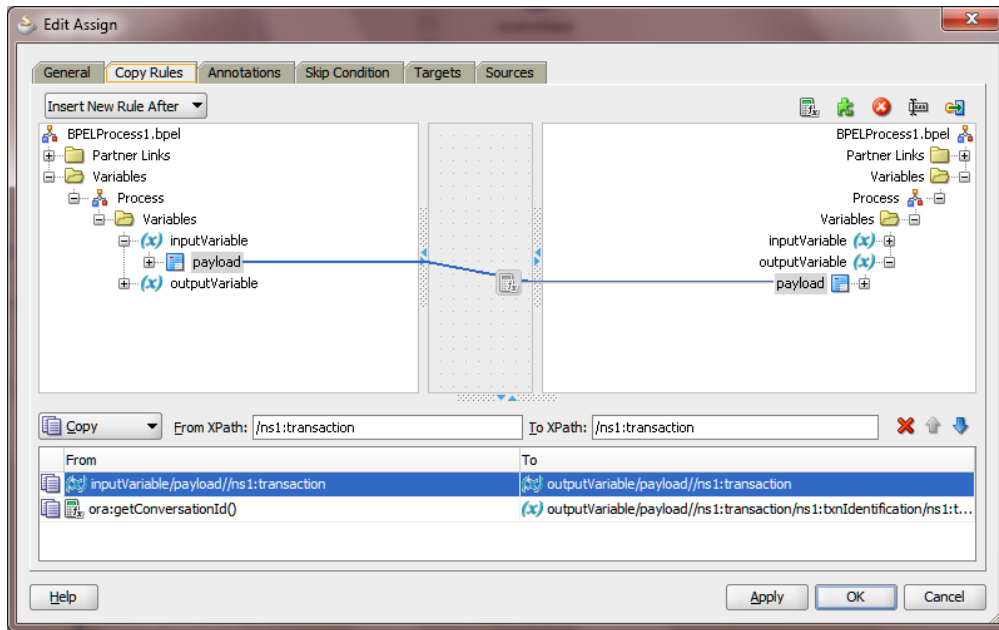 Edit Assign
General Copy Rules Annotations Skip Condition Targets Sources
Insert New Rule After
BPELProcess1.bpel
Partner Links
Variables
Process
Variables
(x) inputVariable
payload
(x) outputVariable
BPELProcess1.bpel
Partner Links
Variables
Process
Variables
inputVariable (x)
outputVariable (x)
payload
Copy From XPath: /ns1:transaction To XPath: /ns1:transaction
From To
inputVariable/payload//ns1:transaction outputVariable/payload//ns1:transaction
ora:getConversationId() (x) outputVariable/payload//ns1:transaction/ns1:txnIdentification/ns1:t...
Help Apply OK Cancel